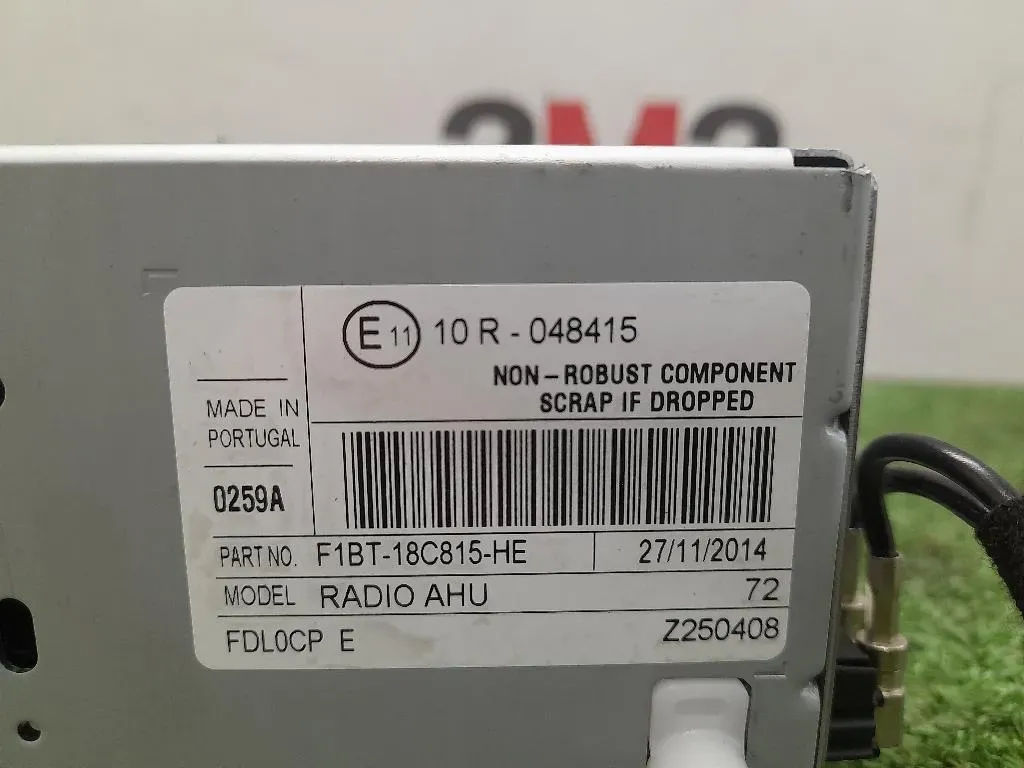 E 11 10 R - 048415
NON - ROBUST COMPONENT
SCRAP IF DROPPED
MADE IN
PORTUGAL
0259A
PART NO. F1BT-18C815-HE 27/11/2014
MODEL RADIO AHU 72
FDL0CP E Z250408